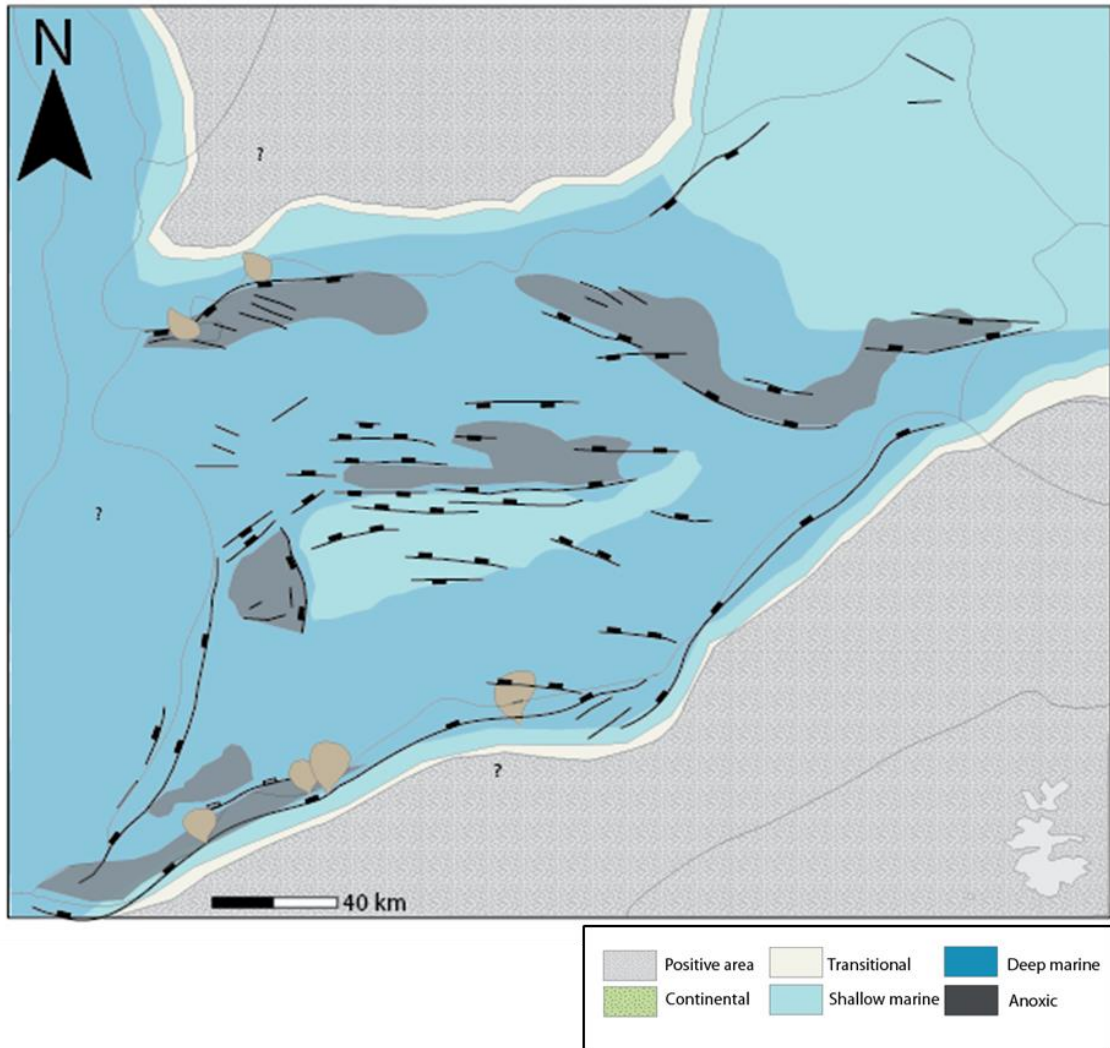 N
?
?
?
40 km
Positive area
Transitional
Deep marine
Continental
Shallow marine
Anoxic